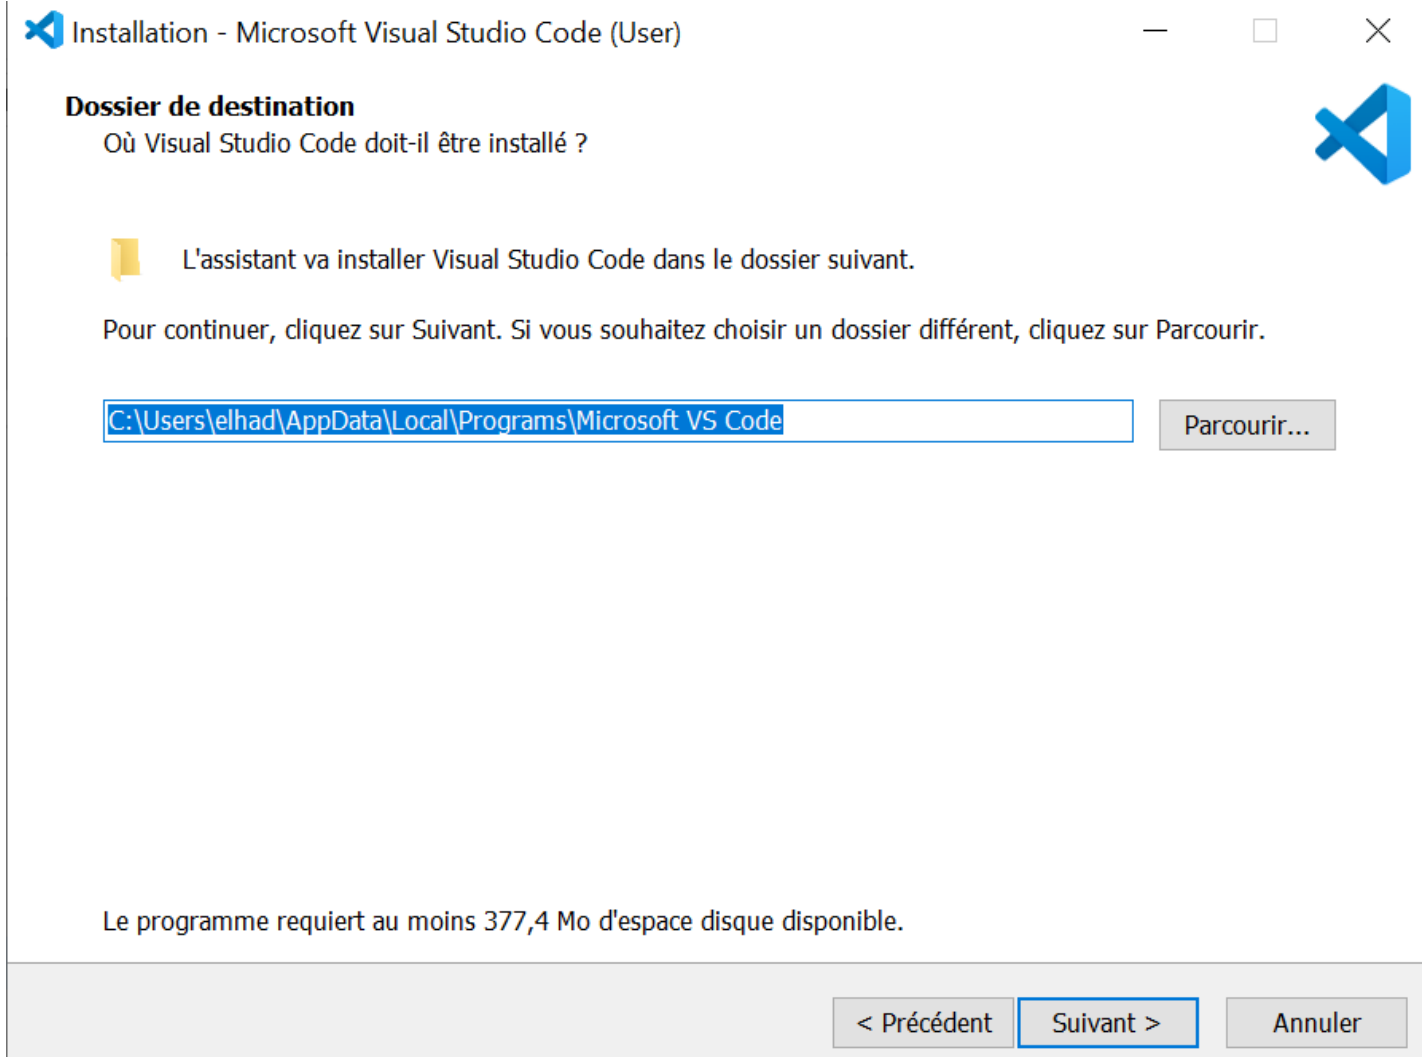 Installation - Microsoft Visual Studio Code (User)
Dossier de destination
Où Visual Studio Code doit-il être installé ?
L'assistant va installer Visual Studio Code dans le dossier suivant.
Pour continuer, cliquez sur Suivant. Si vous souhaitez choisir un dossier différent, cliquez sur Parcourir.
C:\Users\elhad\AppData\Local\Programs\Microsoft VS Code
Parcourir...
Le programme requiert au moins 377,4 Mo d'espace disque disponible.
< Précédent
Suivant >
Annuler